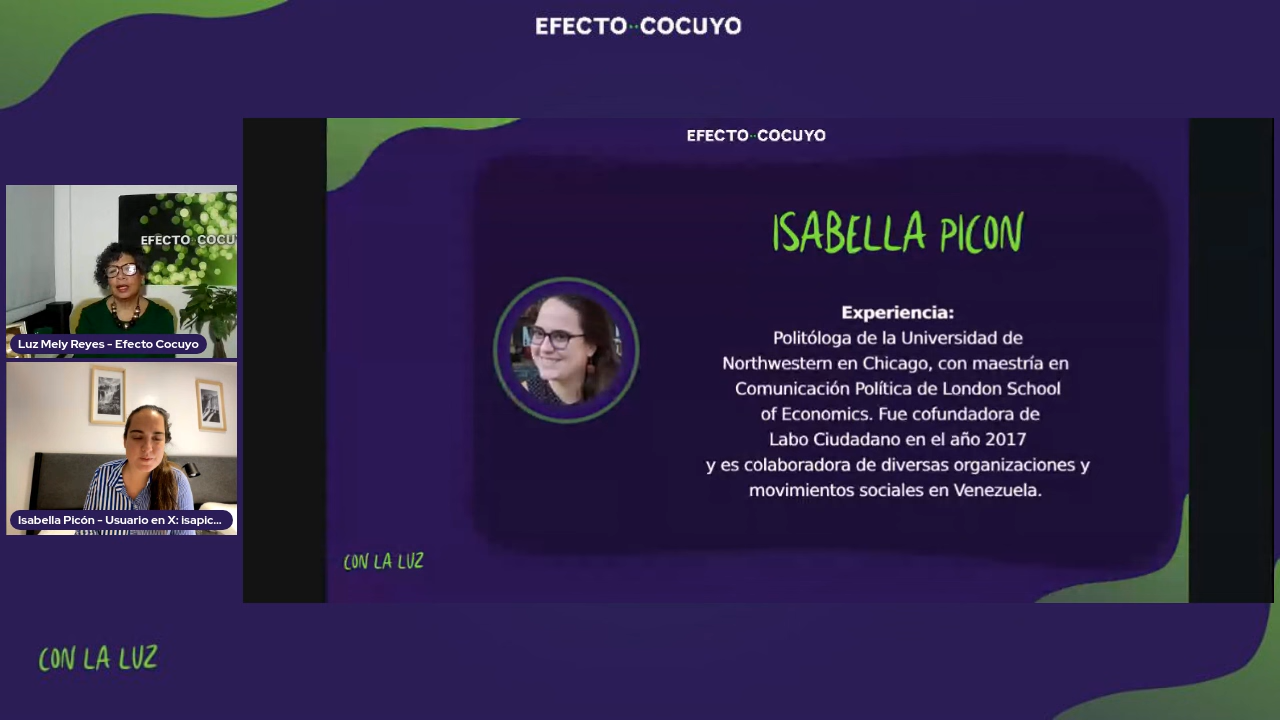 EFECTO··COCUYO
EFECTO··COCUYO
ISABELLA PICON
Experiencia:
Politóloga de la Universidad de
Northwestern en Chicago, con maestría en
Comunicación Política de London School
of Economics. Fue cofundadora de
Labo Ciudadano en el año 2017
y es colaboradora de diversas organizaciones y
movimientos sociales en Venezuela.
CON LA LUZ
EFECTO COCU
Luz Mely Reyes - Efecto Cocuyo
Isabella Picón - Usuario en X: isapic...
CON LA LUZ